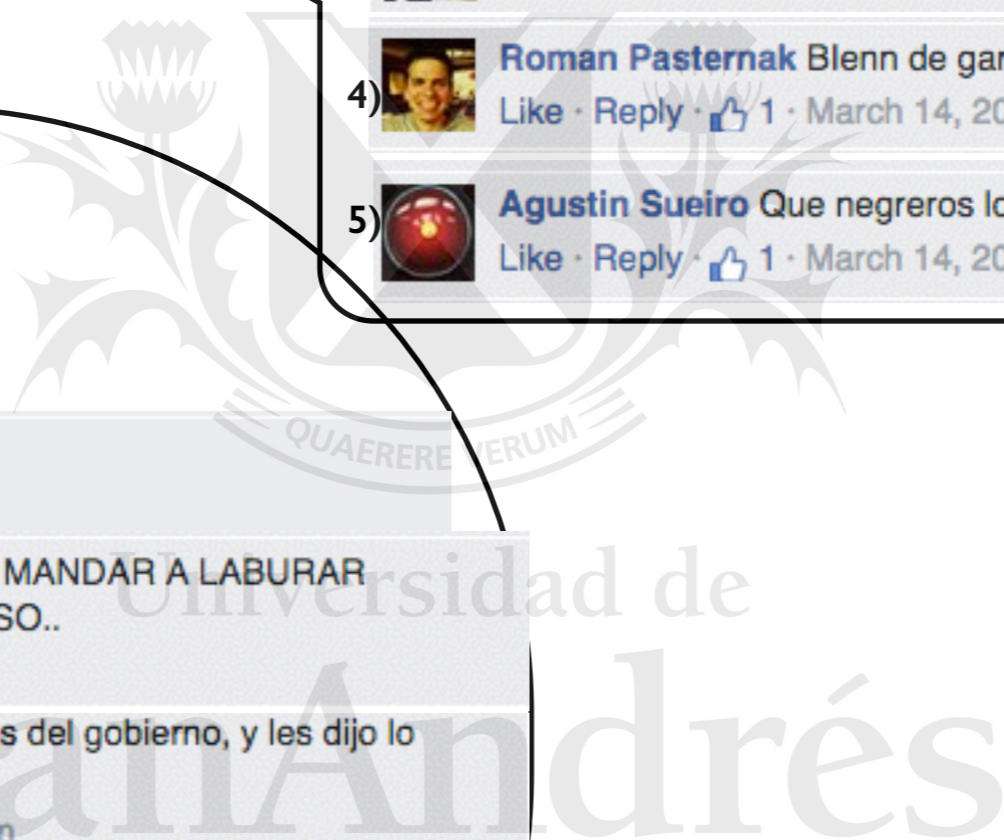 4)
Roman Pasternak Blenn de gar
Like · Reply · 1 · March 14, 20
5)
Agustin Sueiro Que negreros lo
Like · Reply · 1 · March 14, 20
QUAERERE VERUM
MANDAR A LABURAR
SO..
Universidad de
anAndrés
s del gobierno, y les dijo lo